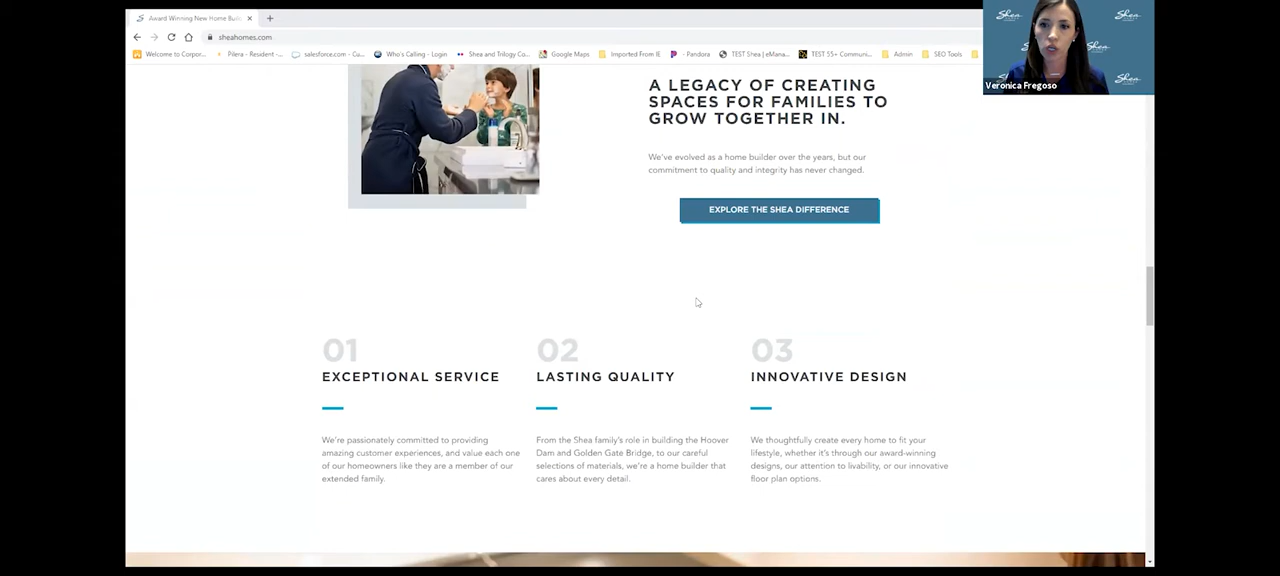 Award Winning New Home Buil
sheahomes.com
Welcome to Corpor...
Pilera - Resident -...
salesforce.com - Cu...
Who's Calling - Login
Shea and Trilogy Co...
Google Maps
Imported From IE
- Pandora
TEST Shea | eMana...
TEST 55+ Communi...
Admin
SEO Tools
Shea
Shea
Shea
Shea
Veronica Fregoso
A LEGACY OF CREATING
SPACES FOR FAMILIES TO
GROW TOGETHER IN.
We've evolved as a home builder over the years, but our
commitment to quality and integrity has never changed.
EXPLORE THE SHEA DIFFERENCE
01
EXCEPTIONAL SERVICE
We're passionately committed to providing
amazing customer experiences, and value each one
of our homeowners like they are a member of our
extended family.
02
LASTING QUALITY
From the Shea family's role in building the Hoover
Dam and Golden Gate Bridge, to our careful
selections of materials, we're a home builder that
cares about every detail.
03
INNOVATIVE DESIGN
We thoughtfully create every home to fit your
lifestyle, whether it's through our award-winning
designs, our attention to livability, or our innovative
floor plan options.